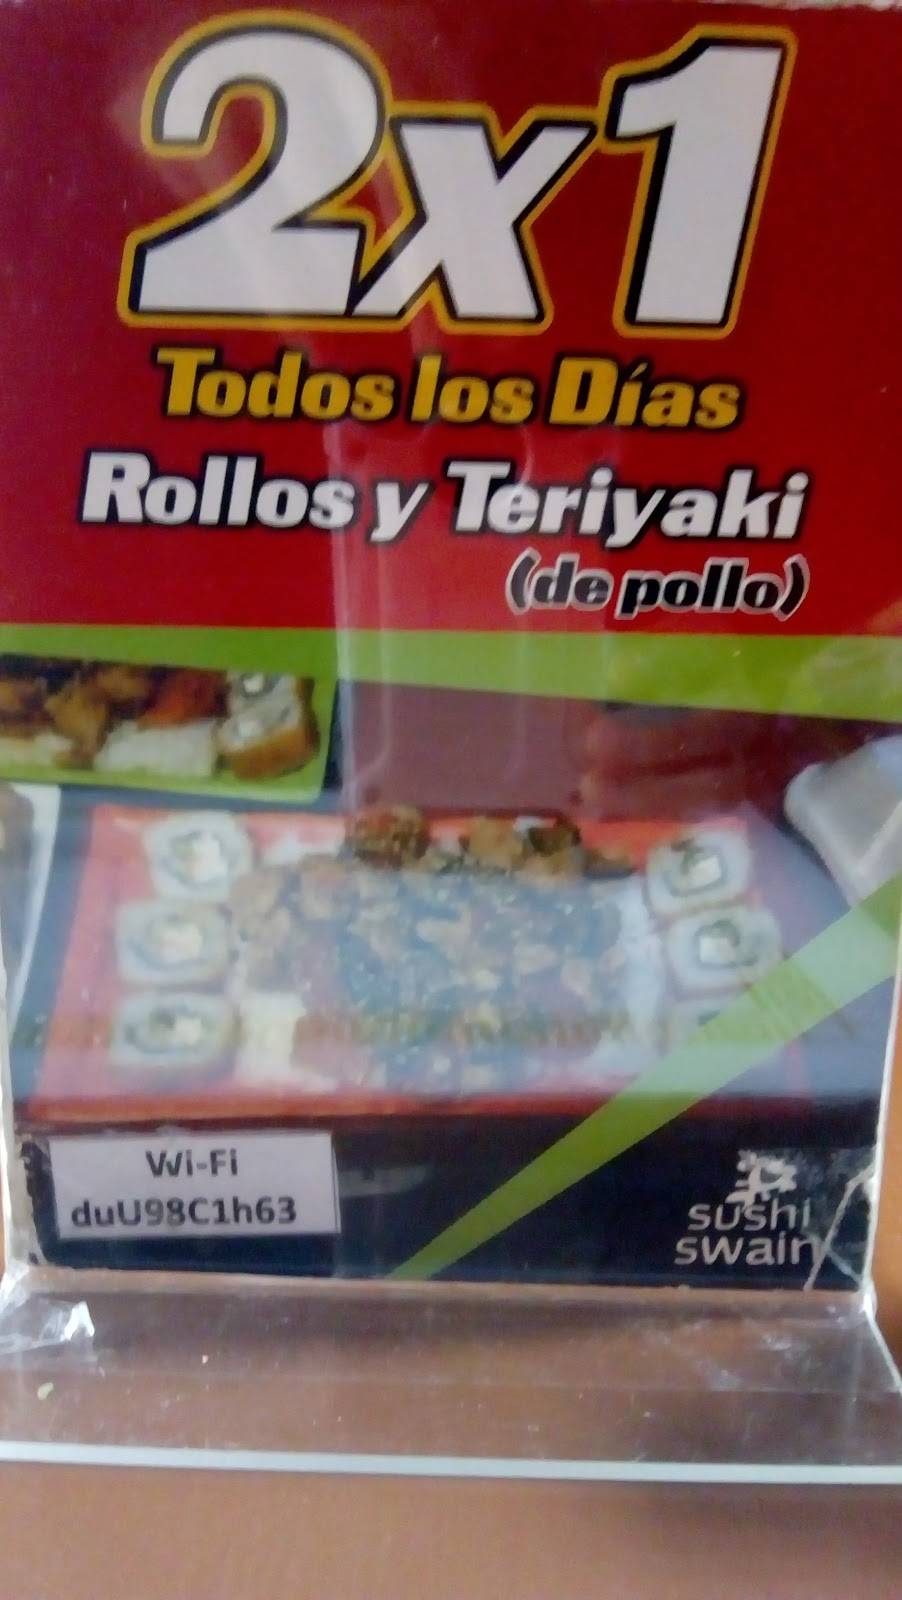 2x1
Todos los Días
Rollos y Teriyaki
(de pollo)
Wi-Fi
duU98C1h63
sushi
swain